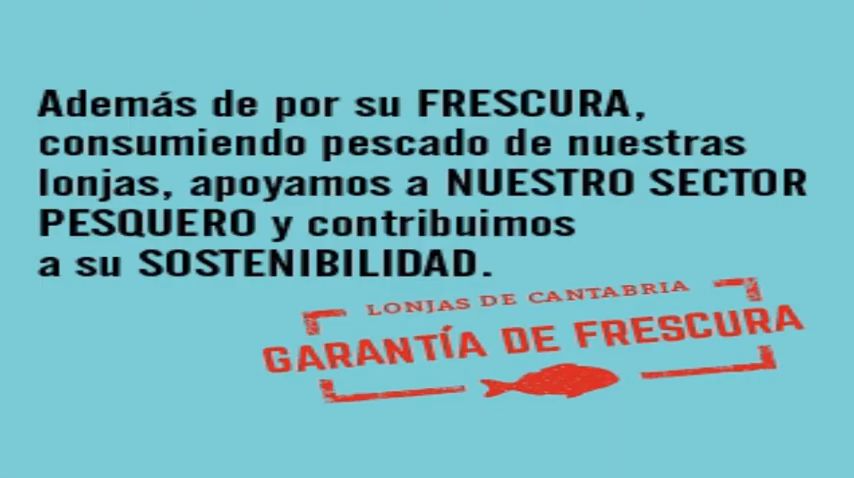 Además de por su FRESCURA,
consumiendo pescado de nuestras
lonjas, apoyamos a NUESTRO SECTOR
PESQUERO y contribuimos
a su SOSTENIBILIDAD.
LONJAS DE CANTABRIA
GARANTÍA DE FRESCURA